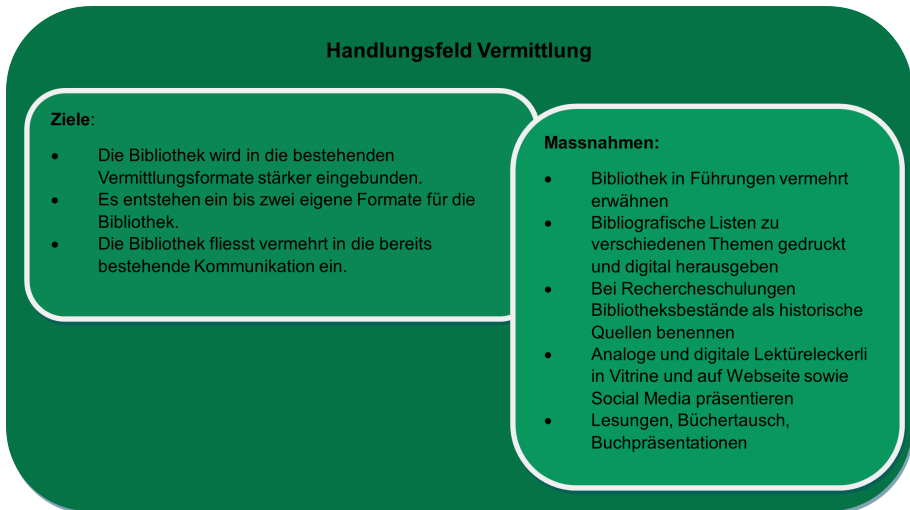 Handlungsfeld Vermittlung
Ziele:
• Die Bibliothek wird in die bestehenden
Vermittlungsformate stärker eingebunden.
• Es entstehen ein bis zwei eigene Formate für die
Bibliothek.
• Die Bibliothek fliesst vermehrt in die bereits
bestehende Kommunikation ein.
Massnahmen:
• Bibliothek in Führungen vermehrt
erwähnen
• Bibliografische Listen zu
verschiedenen Themen gedruckt
und digital herausgeben
• Bei Rechercheschulungen
Bibliotheksbestände als historische
Quellen benennen
• Analoge und digitale Lektüreleckerli
in Vitrine und auf Webseite sowie
Social Media präsentieren
• Lesungen, Büchertausch,
Buchpräsentationen